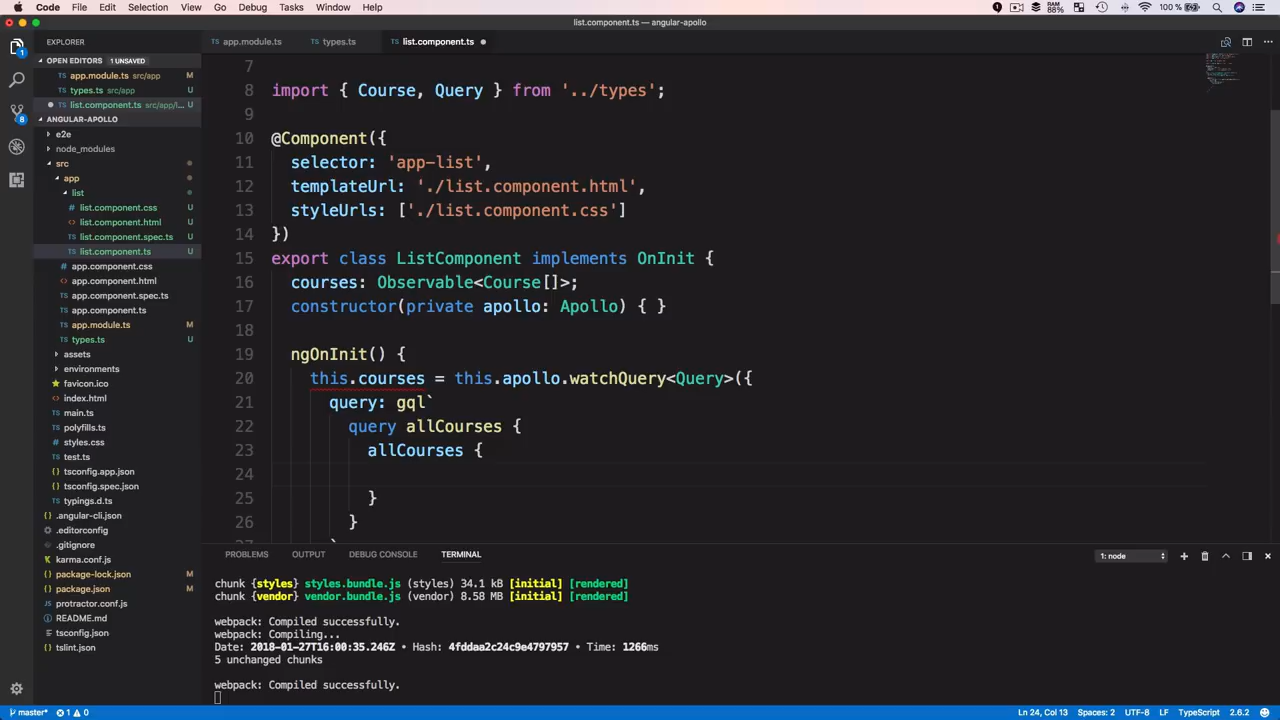 Code File Edit Selection View Go Debug Tasks Window Help
RAM 88% 100%
list.component.ts — angular-apollo
EXPLORER
OPEN EDITORS 1 UNSAVED
app.module.ts src/app M
types.ts src/app U
list.component.ts src/app/l... U
ANGULAR-APOLLO
e2e
node_modules
src
app
list
list.component.css U
list.component.html U
list.component.spec.ts U
list.component.ts U
app.component.css
app.component.html
app.component.spec.ts
app.component.ts
app.module.ts M
types.ts U
assets
environments
favicon.ico
index.html
main.ts
polyfills.ts
styles.css
test.ts
tsconfig.app.json
tsconfig.spec.json
typings.d.ts
.angular-cli.json
.editorconfig
.gitignore
karma.conf.js
package-lock.json M
package.json M
protractor.conf.js
README.md
tsconfig.json
tslint.json
app.module.ts types.ts list.component.ts
7
8 import { Course, Query } from '../types';
9
10 @Component({
11 selector: 'app-list',
12 templateUrl: './list.component.html',
13 styleUrls: ['./list.component.css']
14 })
15 export class ListComponent implements OnInit {
16 courses: Observable<Course[]>;
17 constructor(private apollo: Apollo) { }
18
19 ngOnInit() {
20 this.courses = this.apollo.watchQuery<Query>({
21 query: gql`
22 query allCourses {
23 allCourses {
24
25 }
26 }
PROBLEMS OUTPUT DEBUG CONSOLE TERMINAL 1: node
chunk {styles} styles.bundle.js (styles) 34.1 kB [initial] [rendered]
chunk {vendor} vendor.bundle.js (vendor) 8.58 MB [initial] [rendered]
webpack: Compiled successfully.
webpack: Compiling...
Date: 2018-01-27T16:00:35.246Z • Hash: 4fddaa2c24c9e4797957 • Time: 1266ms
5 unchanged chunks
webpack: Compiled successfully.
master* 1 0 Ln 24, Col 13 Spaces: 2 UTF-8 LF TypeScript 2.6.2